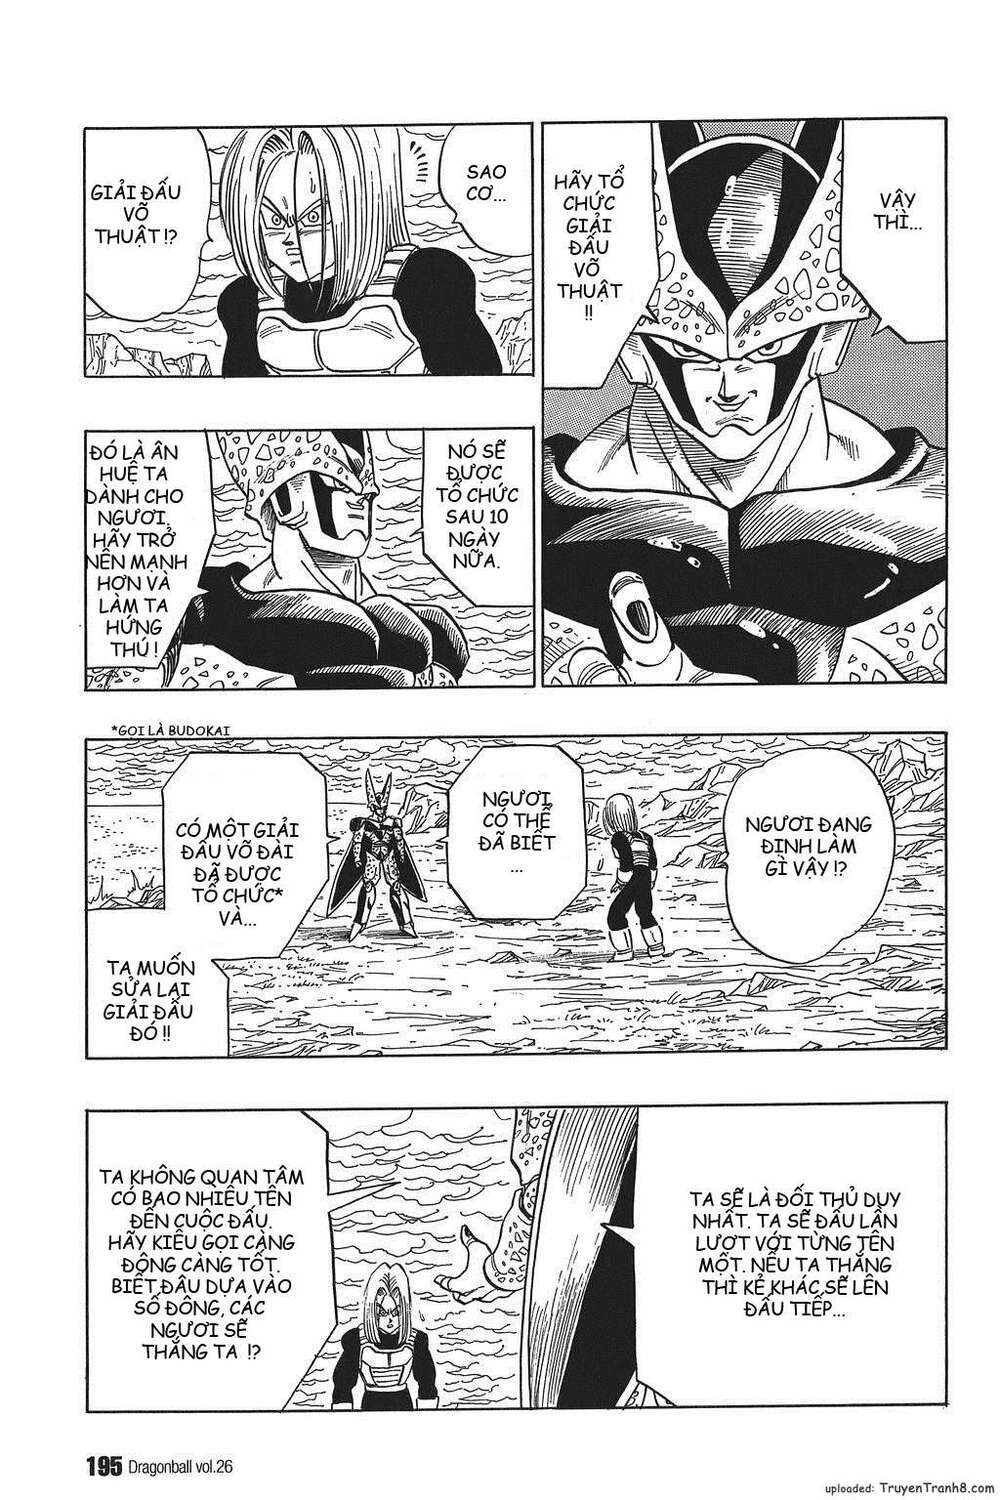 VẬY
THÌ...
HÃY TỔ
CHỨC
GIẢI
ĐẤU
VÕ
THUẬT
!!
SAO
CƠ...
GIẢI ĐẤU
VÕ
THUẬT !?
NÓ SẼ
ĐƯỢC
TỔ CHỨC
SAU 10
NGÀY
NỮA.
ĐÓ LÀ ÂN
HUỆ TA
DÀNH CHO
NGƯƠI.
HÃY TRỞ
NÊN MẠNH
HƠN VÀ
LÀM TA
HỨNG
THÚ !
*GỌI LÀ BUDOKAI
NGƯƠI ĐANG
ĐỊNH LÀM
GÌ VẬY !?
NGƯƠI
CÓ THỂ
ĐÃ BIẾT
...
CÓ MỘT GIẢI
ĐẤU VÕ ĐÀI
ĐÃ ĐƯỢC
TỔ CHỨC*
VÀ...
TA MUỐN
SỬA LẠI
GIẢI ĐẤU
ĐÓ !!
TA SẼ LÀ ĐỐI THỦ DUY
NHẤT. TA SẼ ĐẤU LẦN
LƯỢT VỚI TỪNG TÊN
MỘT. NẾU TA THẮNG
THÌ KẺ KHÁC SẼ LÊN
ĐẤU TIẾP...
TA KHÔNG QUAN TÂM
CÓ BAO NHIÊU TÊN
ĐẾN CUỘC ĐẤU.
HÃY KÊU GỌI CÀNG
ĐÔNG CÀNG TỐT.
BIẾT ĐÂU DỰA VÀO
SỐ ĐÔNG, CÁC
NGƯƠI SẼ
THẮNG TA !?
195 Dragonball vol.26
uploaded: TruyenTranh8.com